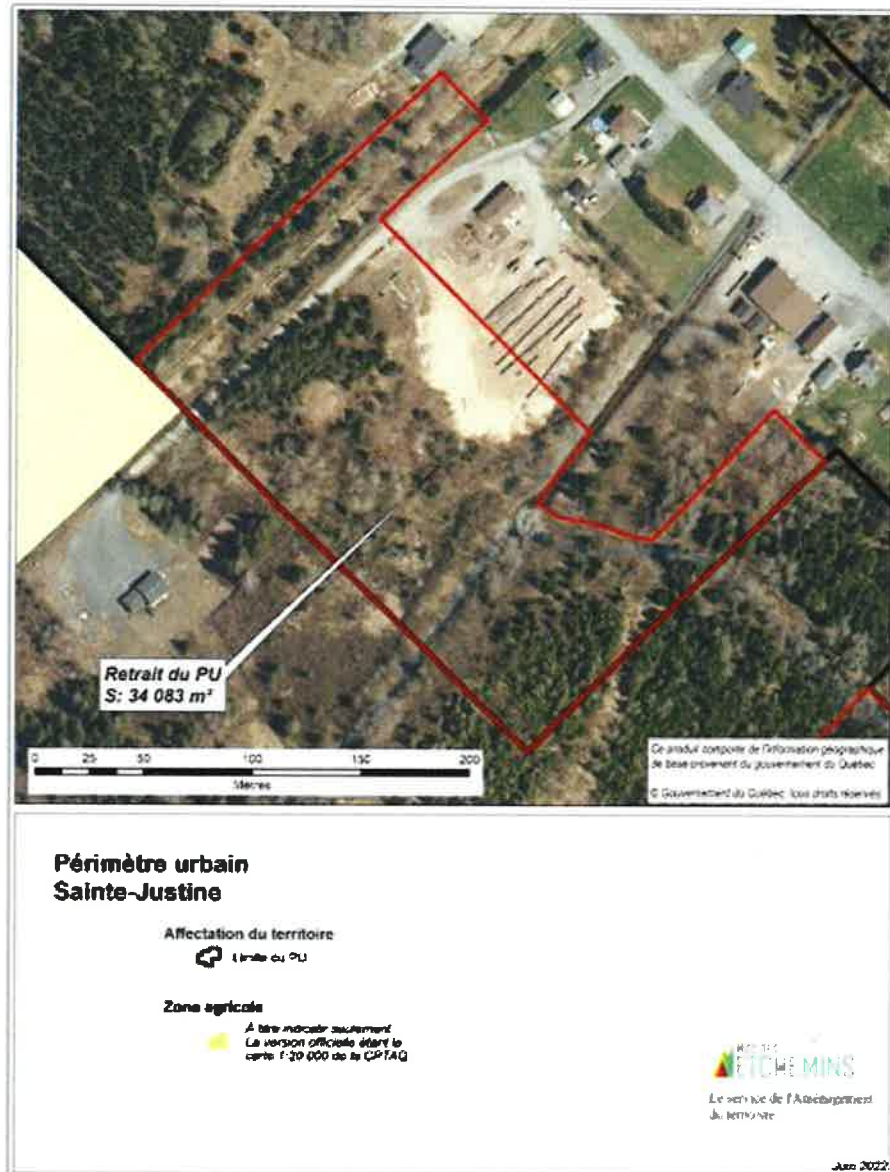 Retrait du PU
S: 34 083 m²
0 25 50 100 150 200
Mètres
Ce produit comporte de l'information géographique
de base provenant du gouvernement du Québec
© Gouvernement du Québec, tous droits réservés
Périmètre urbain
Sainte-Justine
Affectation du territoire
Limite du PU
Zone agricole
À titre indicatif seulement
La version officielle étant la
carte 1:20 000 de la CPTAQ
MRC DES
ETCHEMINS
Le service de l'Aménagement
du territoire
Juin 2022